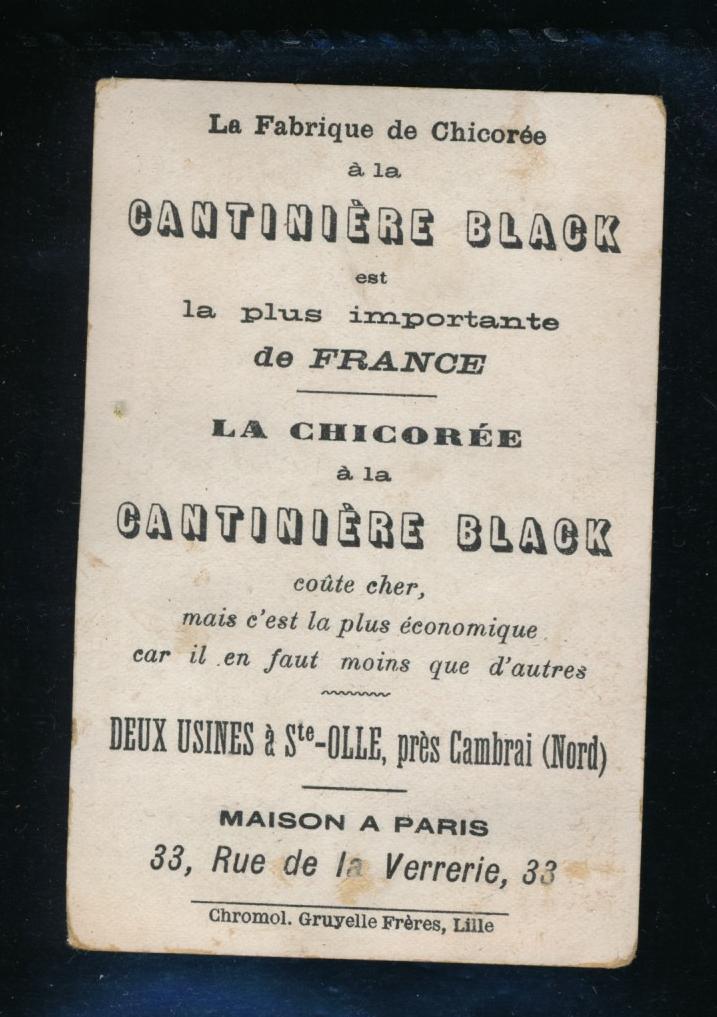 La Fabrique de Chicorée
à la
CANTINIÈRE BLACK
est
la plus importante
de FRANCE
LA CHICORÉE
à la
CANTINIÈRE BLACK
coûte cher,
mais c'est la plus économique
car il en faut moins que d'autres
DEUX USINES à Ste-OLLE, près Cambrai (Nord)
MAISON A PARIS
33, Rue de la Verrerie, 33
Chromol. Gruyelle Frères, Lille